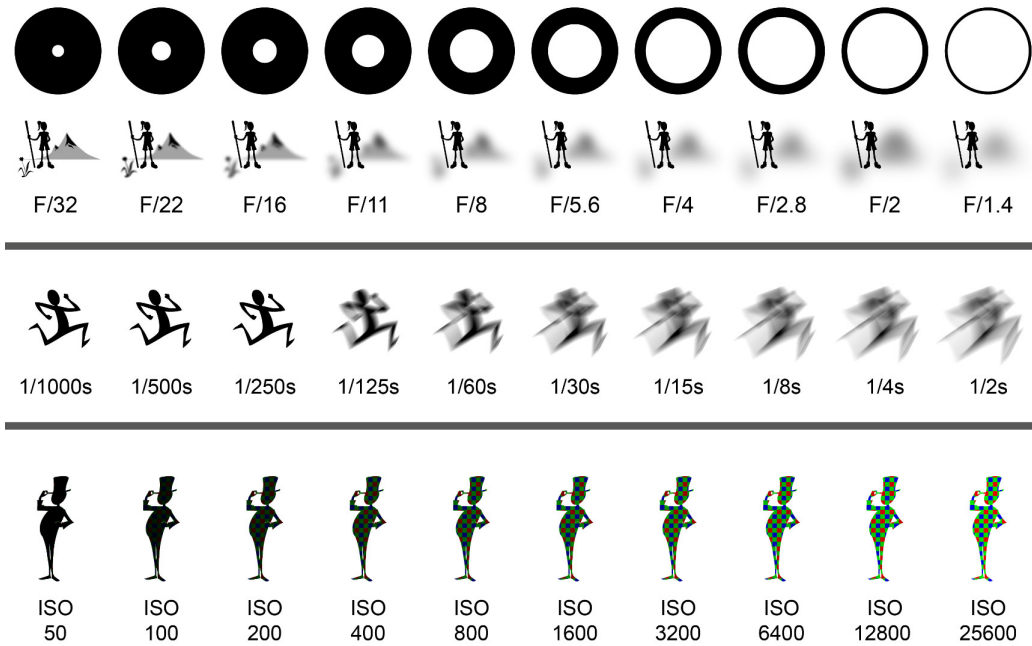 F/32 F/22 F/16 F/11 F/8 F/5.6 F/4 F/2.8 F/2 F/1.4
1/1000s 1/500s 1/250s 1/125s 1/60s 1/30s 1/15s 1/8s 1/4s 1/2s
ISO ISO ISO ISO ISO ISO ISO ISO ISO ISO
50 100 200 400 800 1600 3200 6400 12800 25600